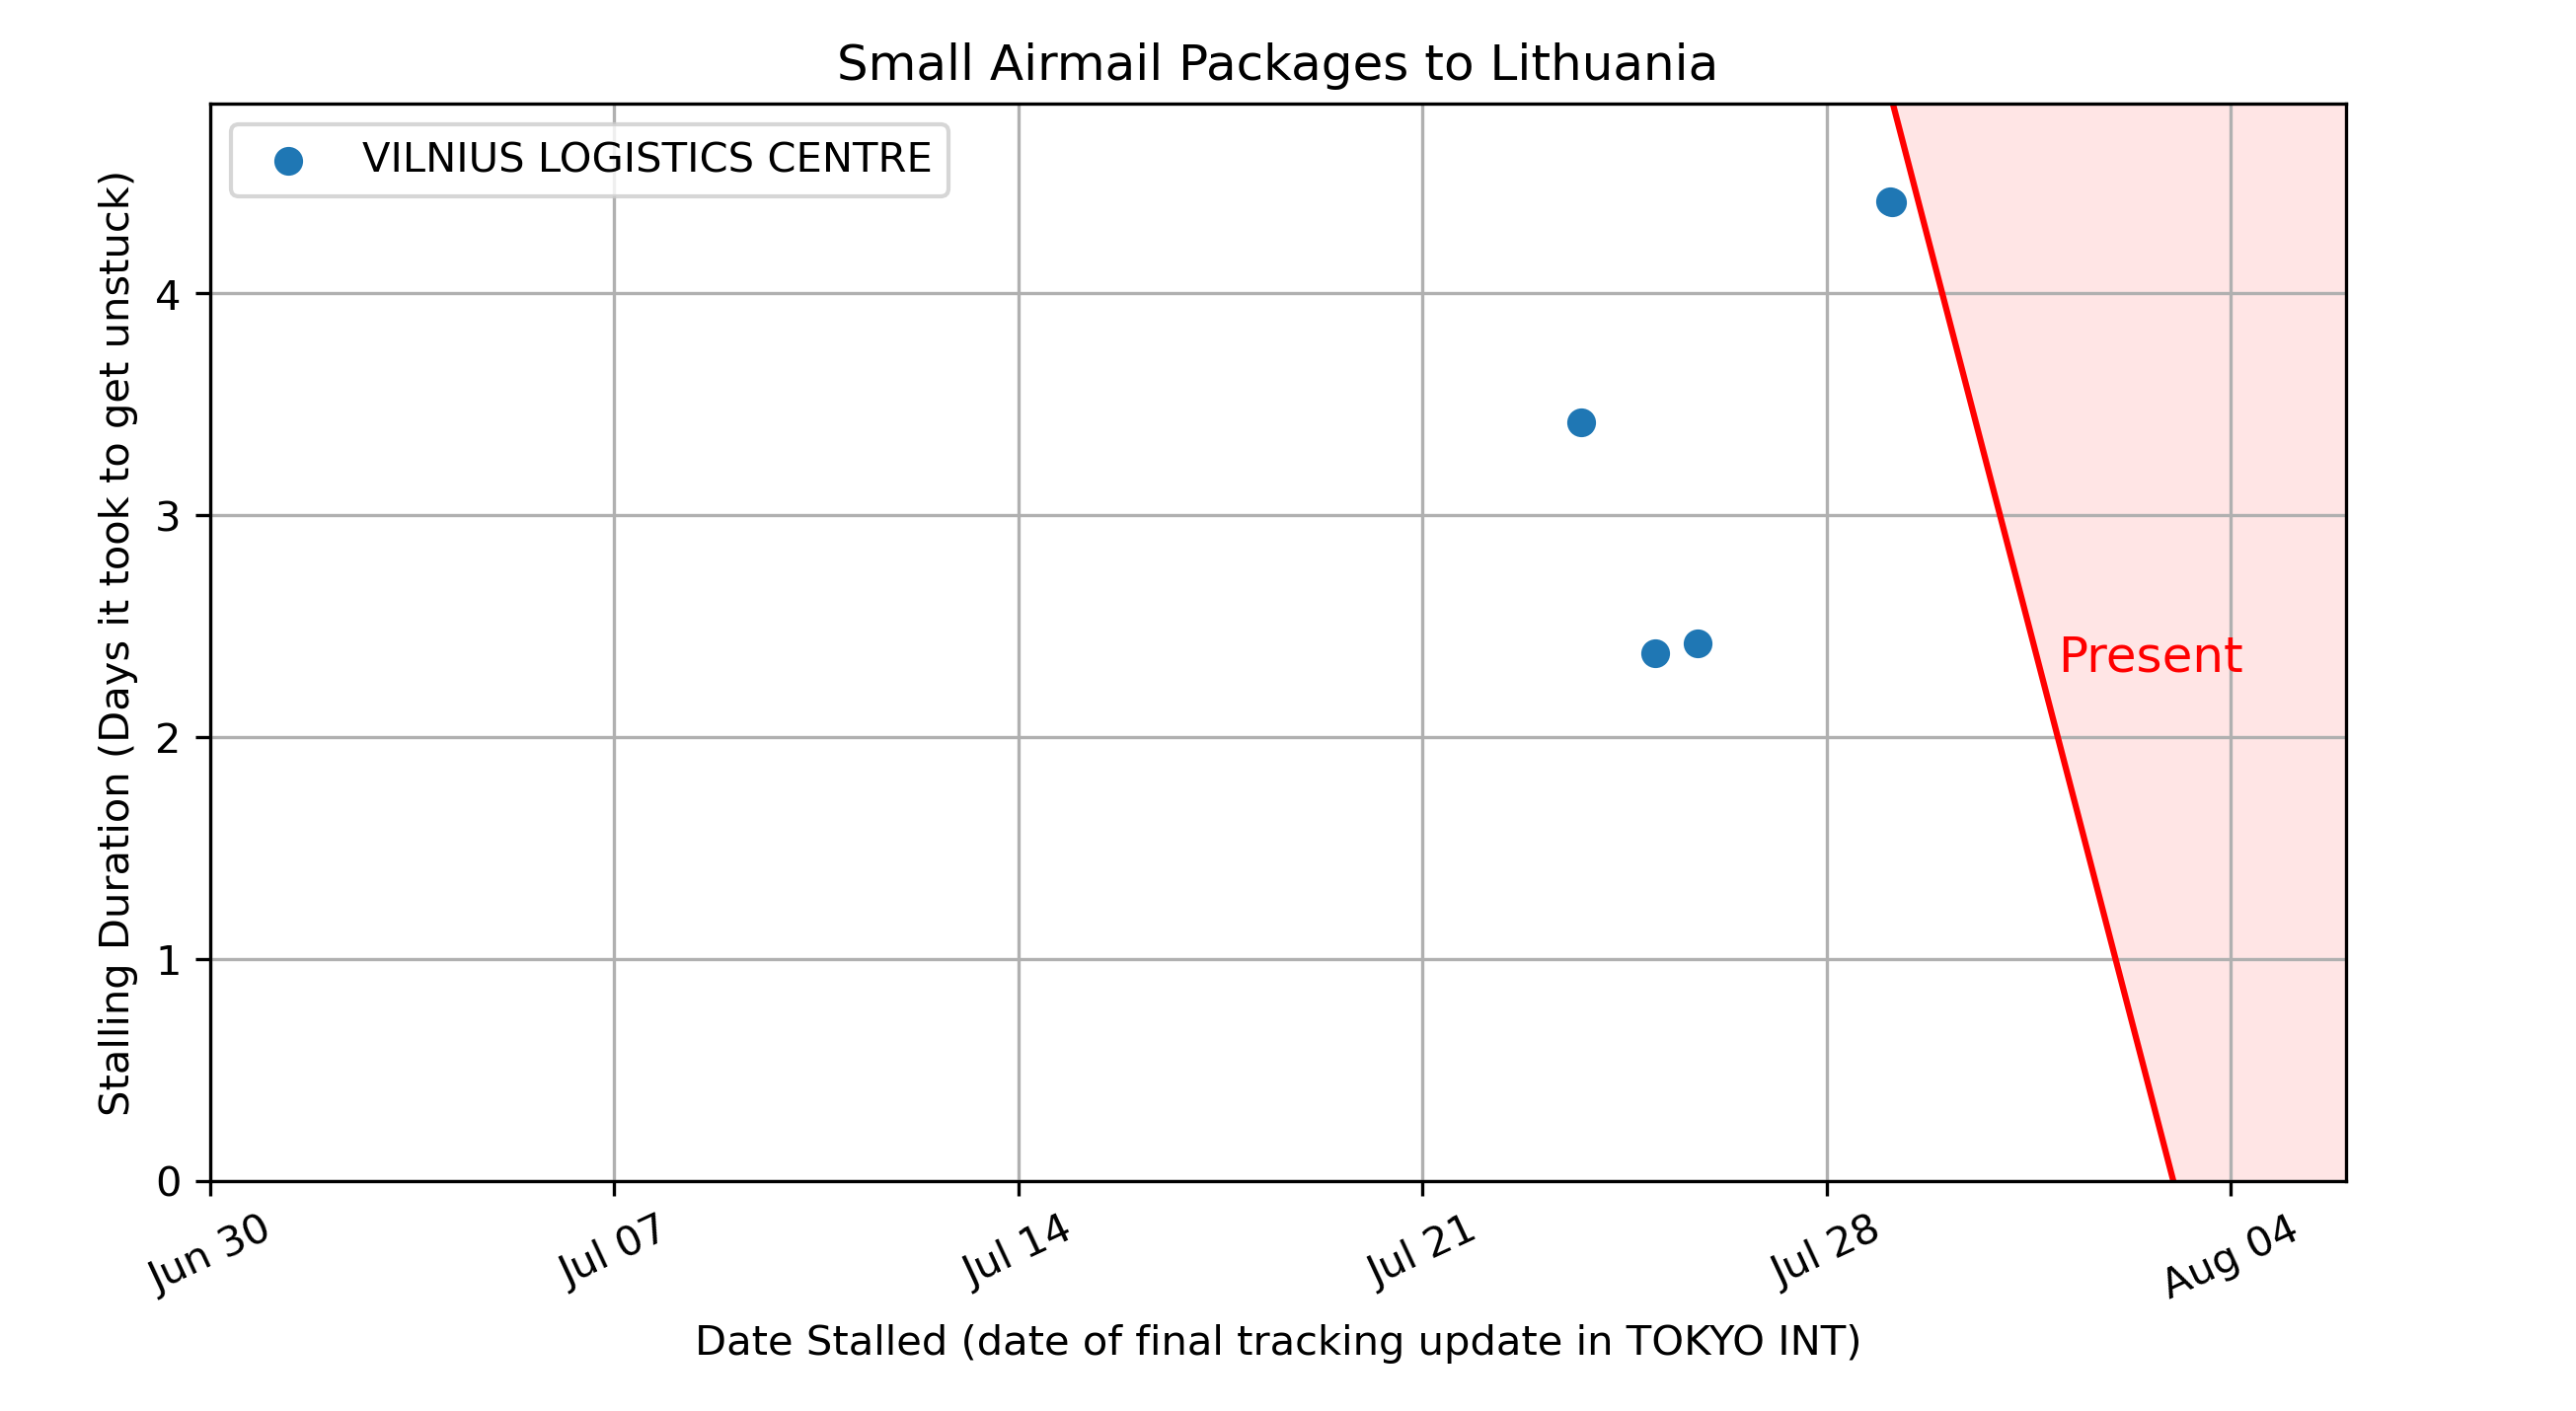 Small Airmail Packages to Lithuania
VILNIUS LOGISTICS CENTRE
Stalling Duration (Days it took to get unstuck)
4
3
2
1
0
Present
Jun 30
Jul 07
Jul 14
Jul 21
Jul 28
Aug 04
Date Stalled (date of final tracking update in TOKYO INT)